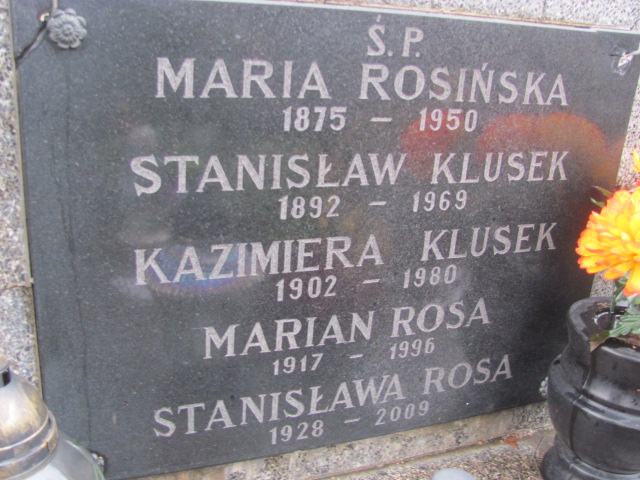 Ś.P.
MARIA ROSIŃSKA
1875 – 1950
STANISŁAW KLUSEK
1892 – 1969
KAZIMIERA KLUSEK
1902 – 1980
MARIAN ROSA
1917 – 1996
STANISŁAWA ROSA
1928 – 2009